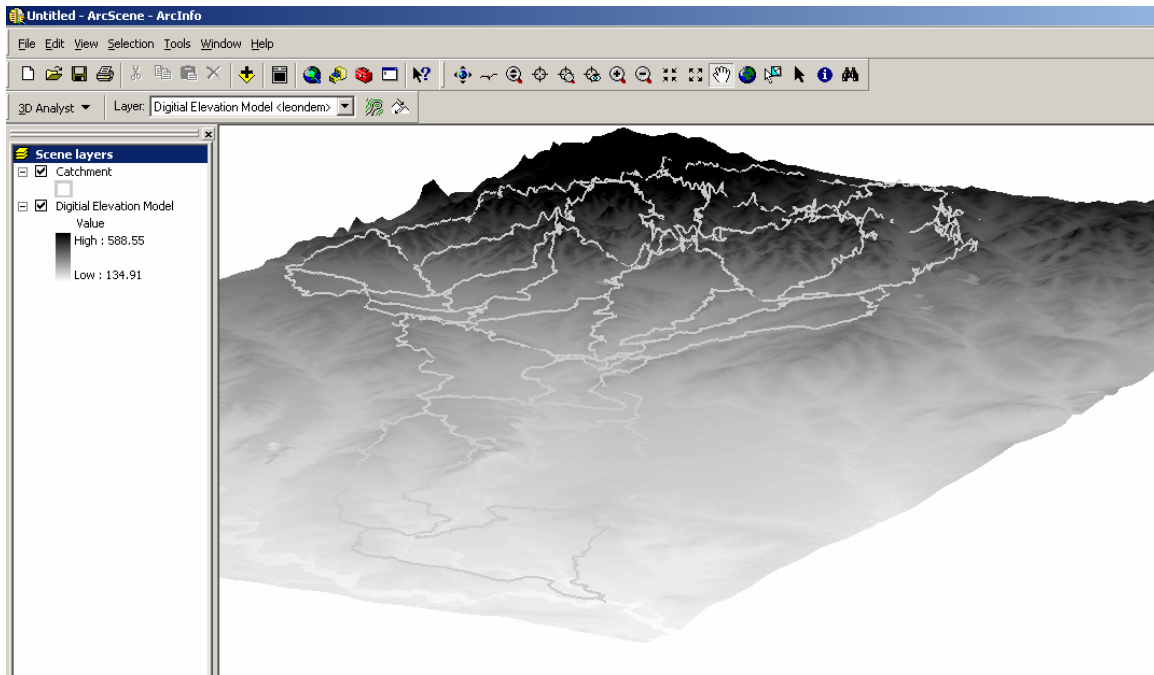 Untitled - ArcScene - ArcInfo
File Edit View Selection Tools Window Help
3D Analyst Layer: Digitial Elevation Model <leondem>
Scene layers
Catchment
Digitial Elevation Model
Value
High : 588.55
Low : 134.91